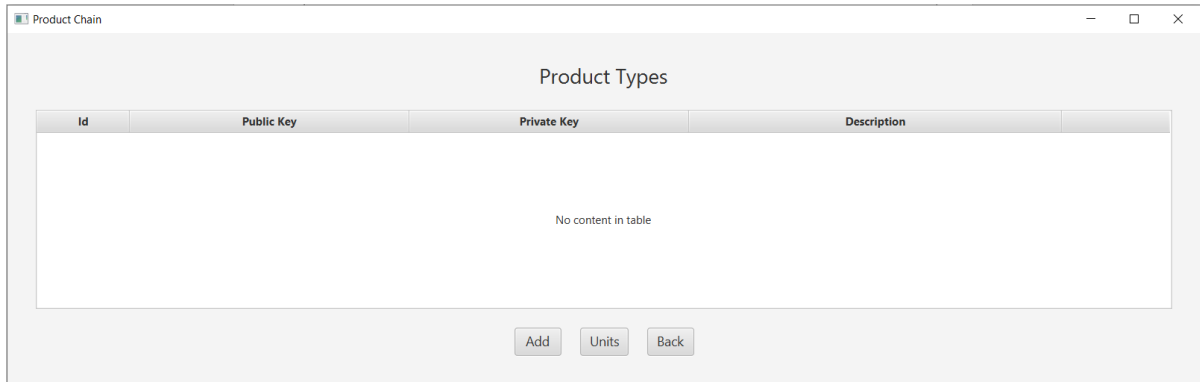 Product Chain
Product Types
Id Public Key Private Key Description
No content in table
Add Units Back